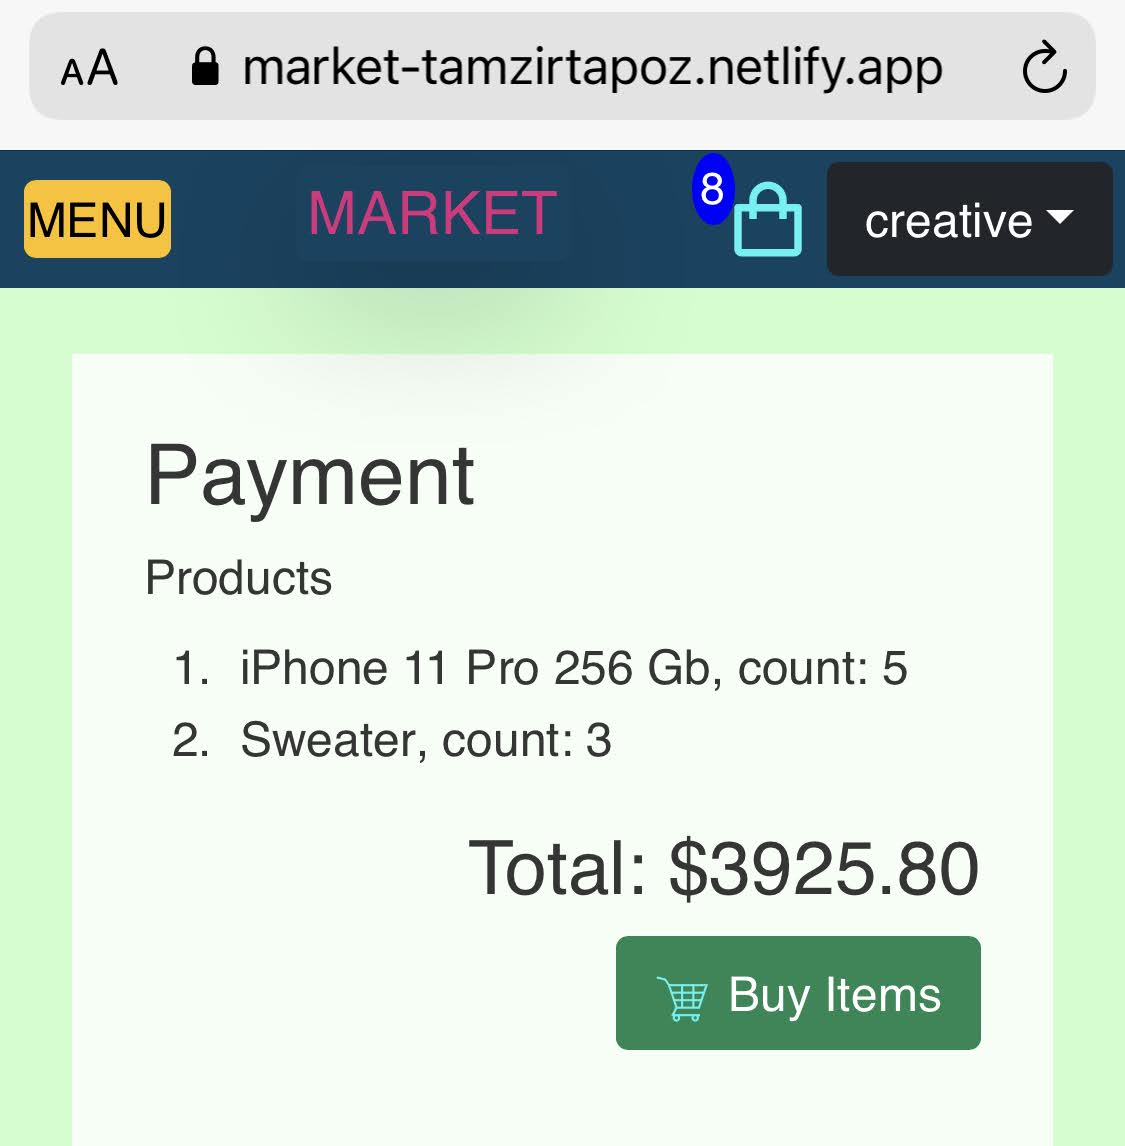 AA market-tamzirtapoz.netlify.app
MENU MARKET 8 creative
Payment
Products
1. iPhone 11 Pro 256 Gb, count: 5
2. Sweater, count: 3
Total: $3925.80
Buy Items